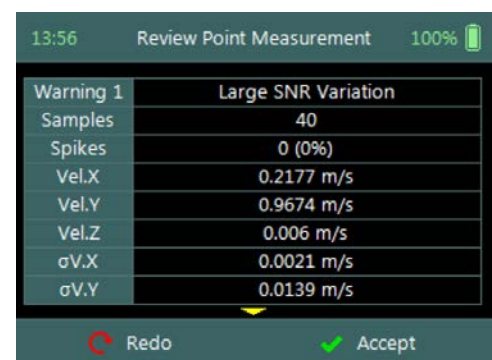 13:56 Review Point Measurement 100%
Warning 1 Large SNR Variation
Samples 40
Spikes 0 (0%)
Vel.X 0.2177 m/s
Vel.Y 0.9674 m/s
Vel.Z 0.006 m/s
σV.X 0.0021 m/s
σV.Y 0.0139 m/s
Redo Accept